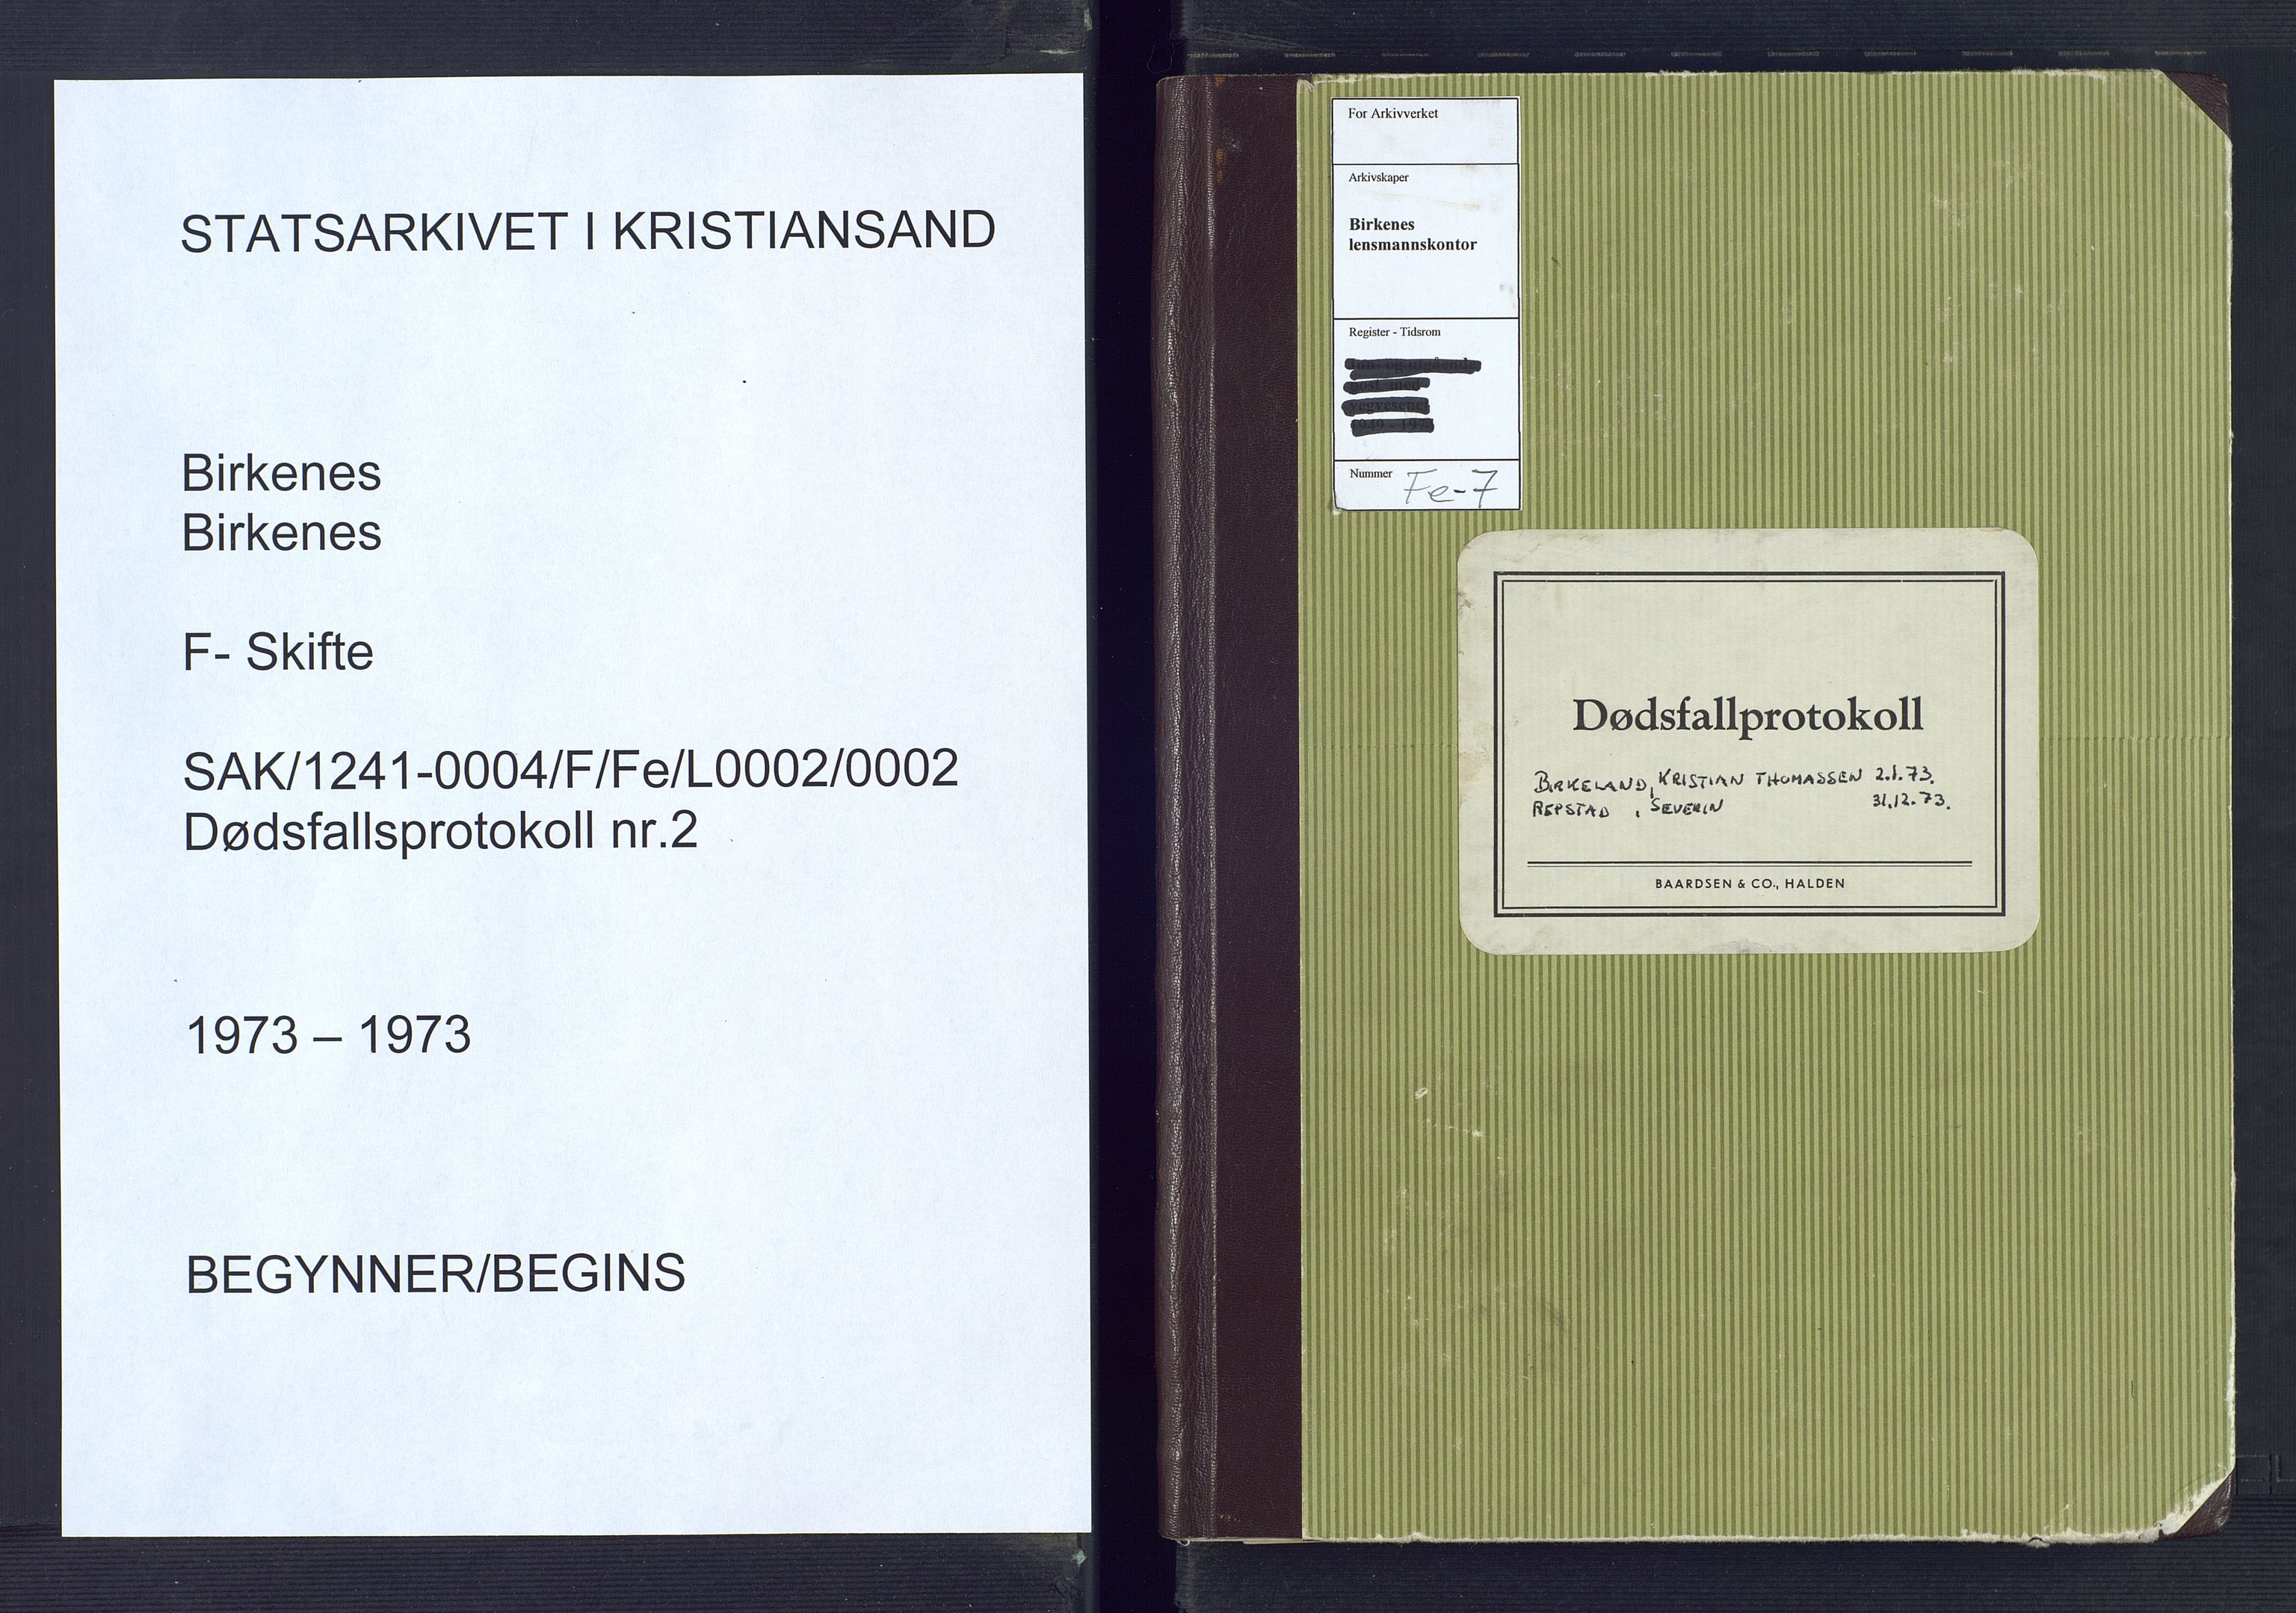 STATSARKIVET I KRISTIANSAND
Birkenes
Birkenes
F- Skifte
SAK/1241-0004/F/Fe/L0002/0002
Dødsfallsprotokoll nr.2
1973 – 1973
BEGYNNER/BEGINS
For Arkivverket
Arkivskaper
Birkenes
lensmannskontor
Register - Tidsrom
Nummer Fe-7
Dødsfallprotokoll
BIRKELAND, KRISTIAN THOMASSEN 2.1.73.
REPSTAD, SEVERIN 31.12.73.
BAARDSEN & CO., HALDEN